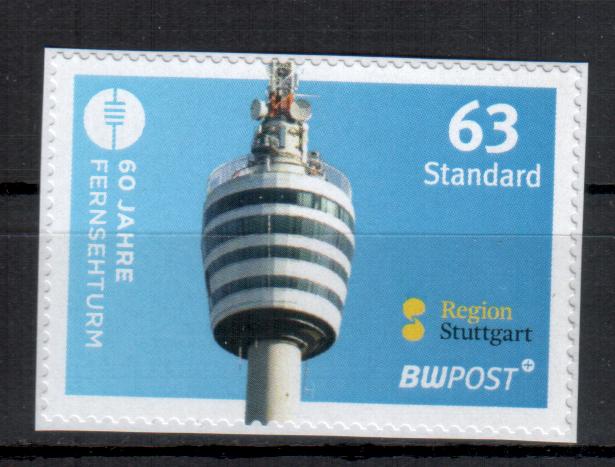 60 JAHRE
FERNSEHTURM
63
Standard
Region
Stuttgart
BWPOST+